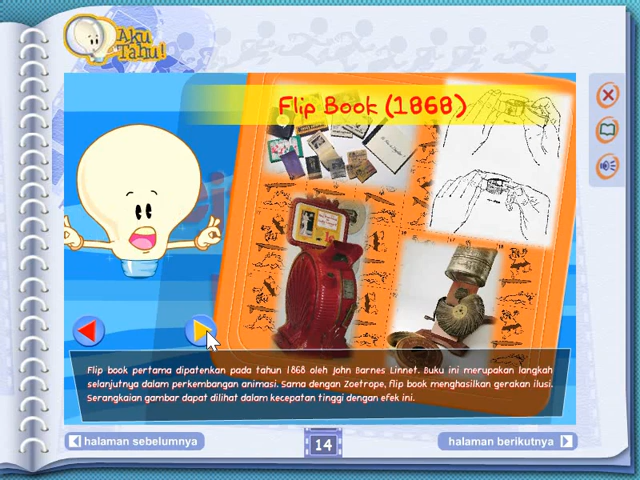 Aku
Tahu!
Flip Book (1868)
Flip book pertama dipatenkan pada tahun 1868 oleh John Barnes Linnet. Buku ini merupakan langkah
selanjutnya dalam perkembangan animasi. Sama dengan Zoetrope, flip book menghasilkan gerakan ilusi.
Serangkaian gambar dapat dilihat dalam kecepatan tinggi dengan efek ini.
halaman sebelumnya
14
halaman berikutnya